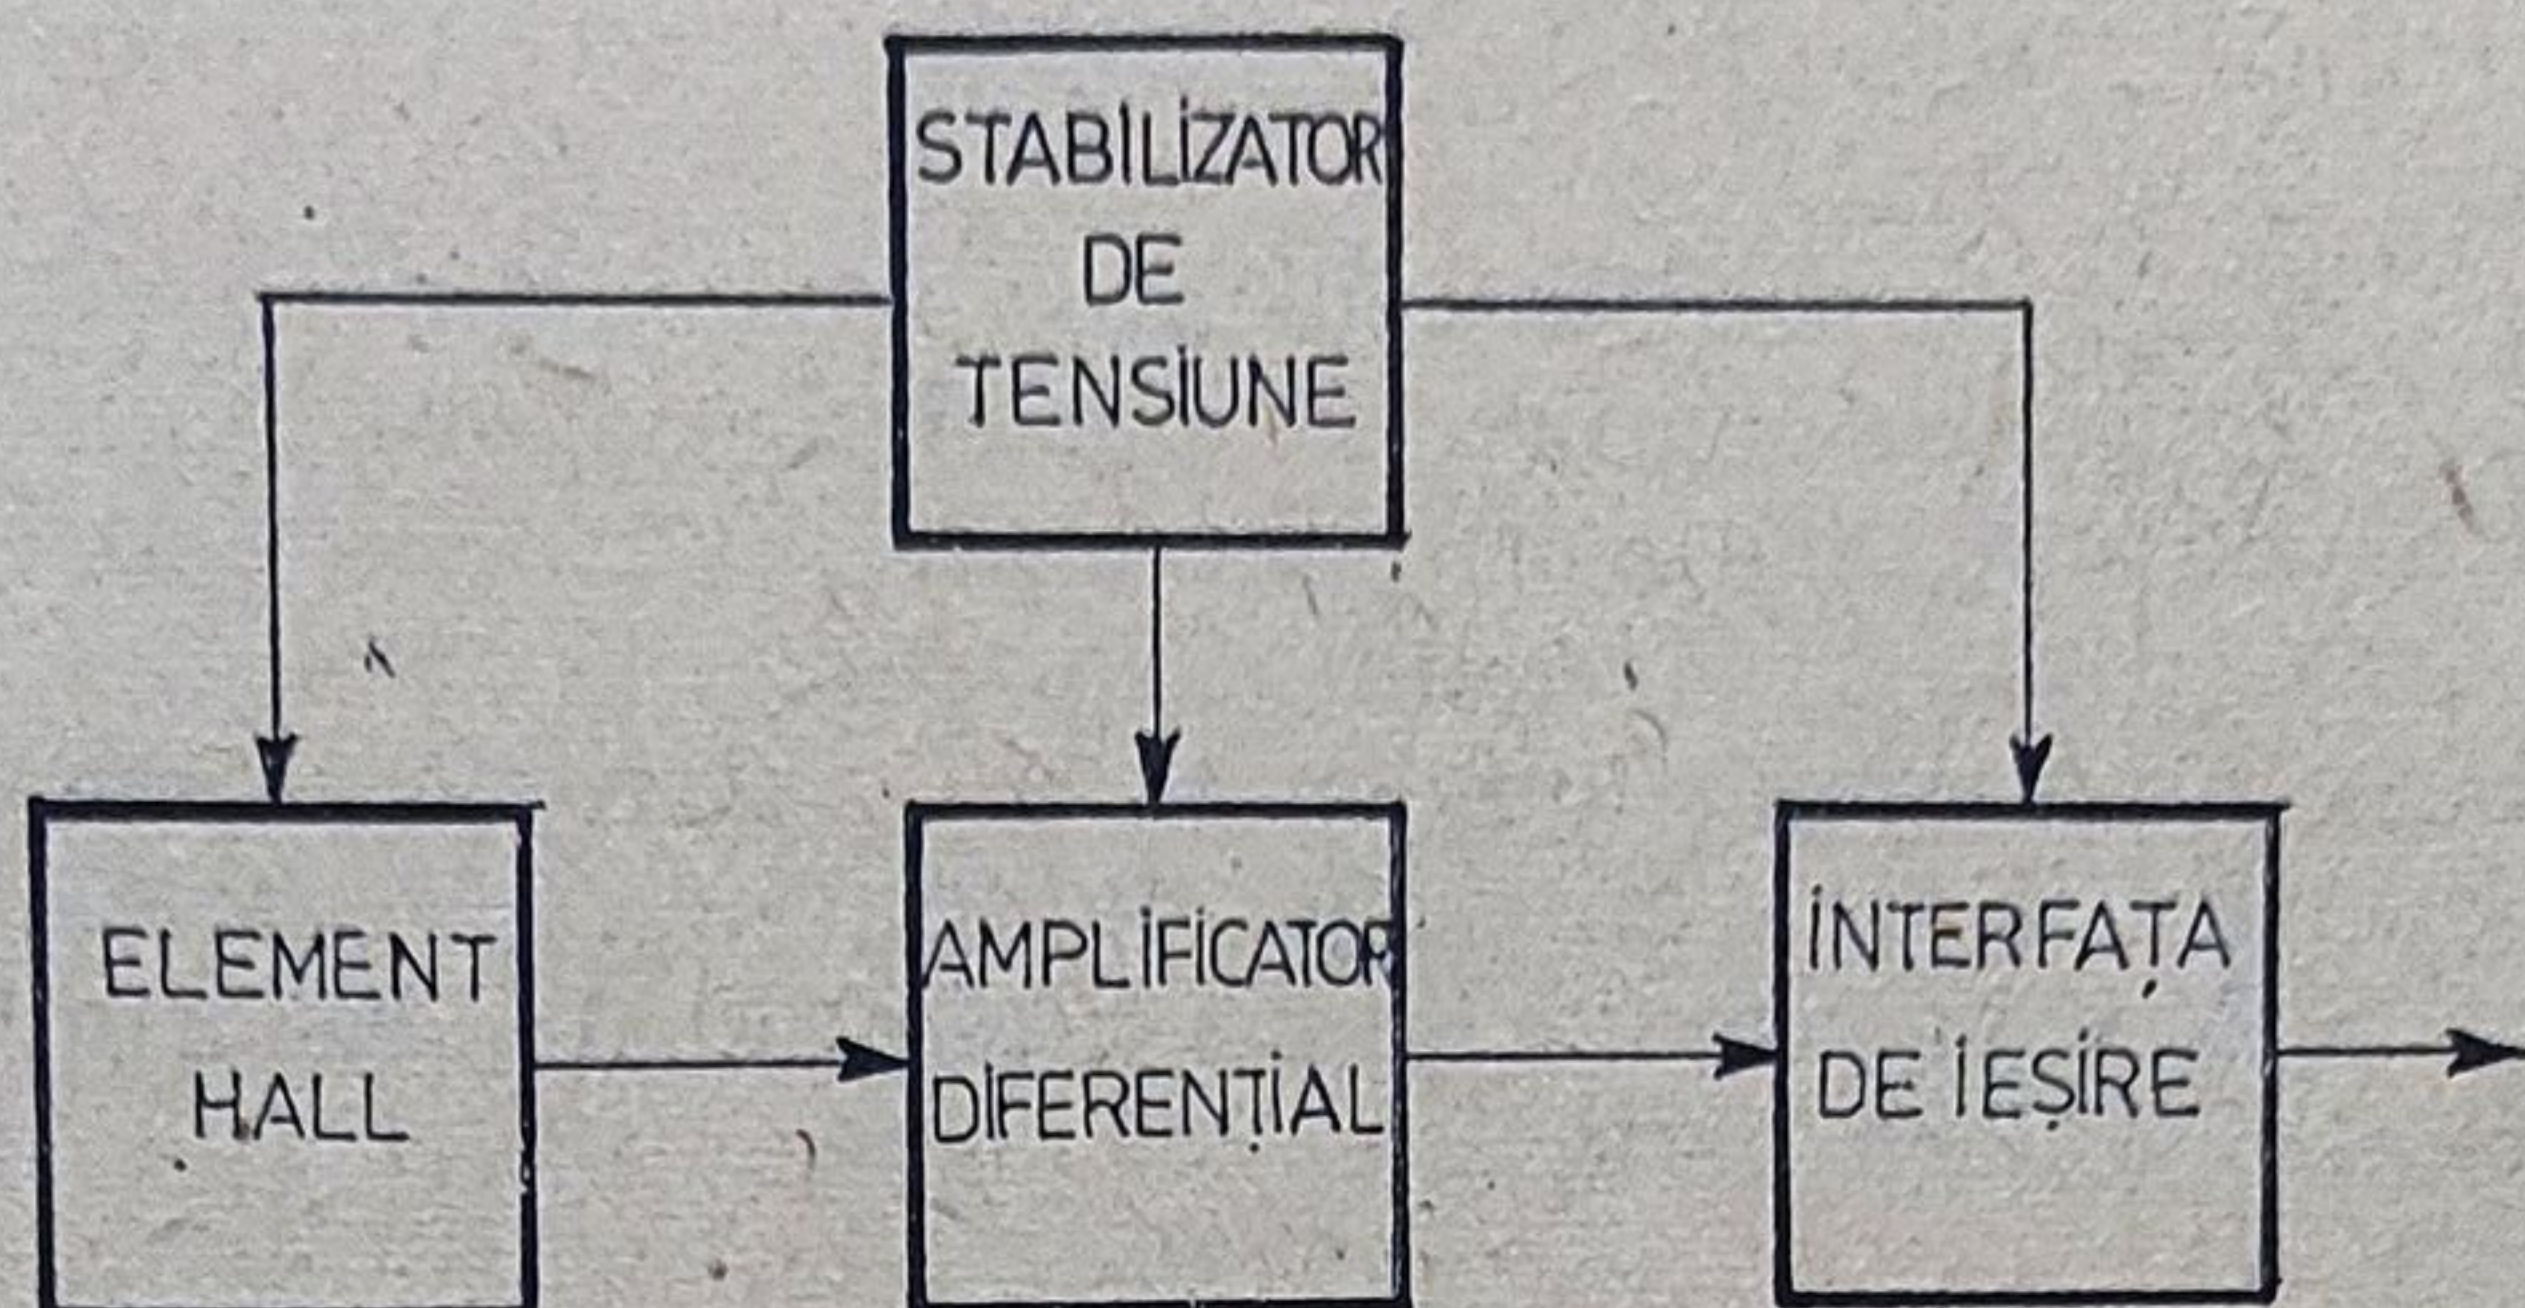 STABILIZATOR
DE
TENSIUNE
ELEMENT
HALL
AMPLIFICATOR
DIFERENȚIAL
INTERFAȚA
DE IEȘIRE